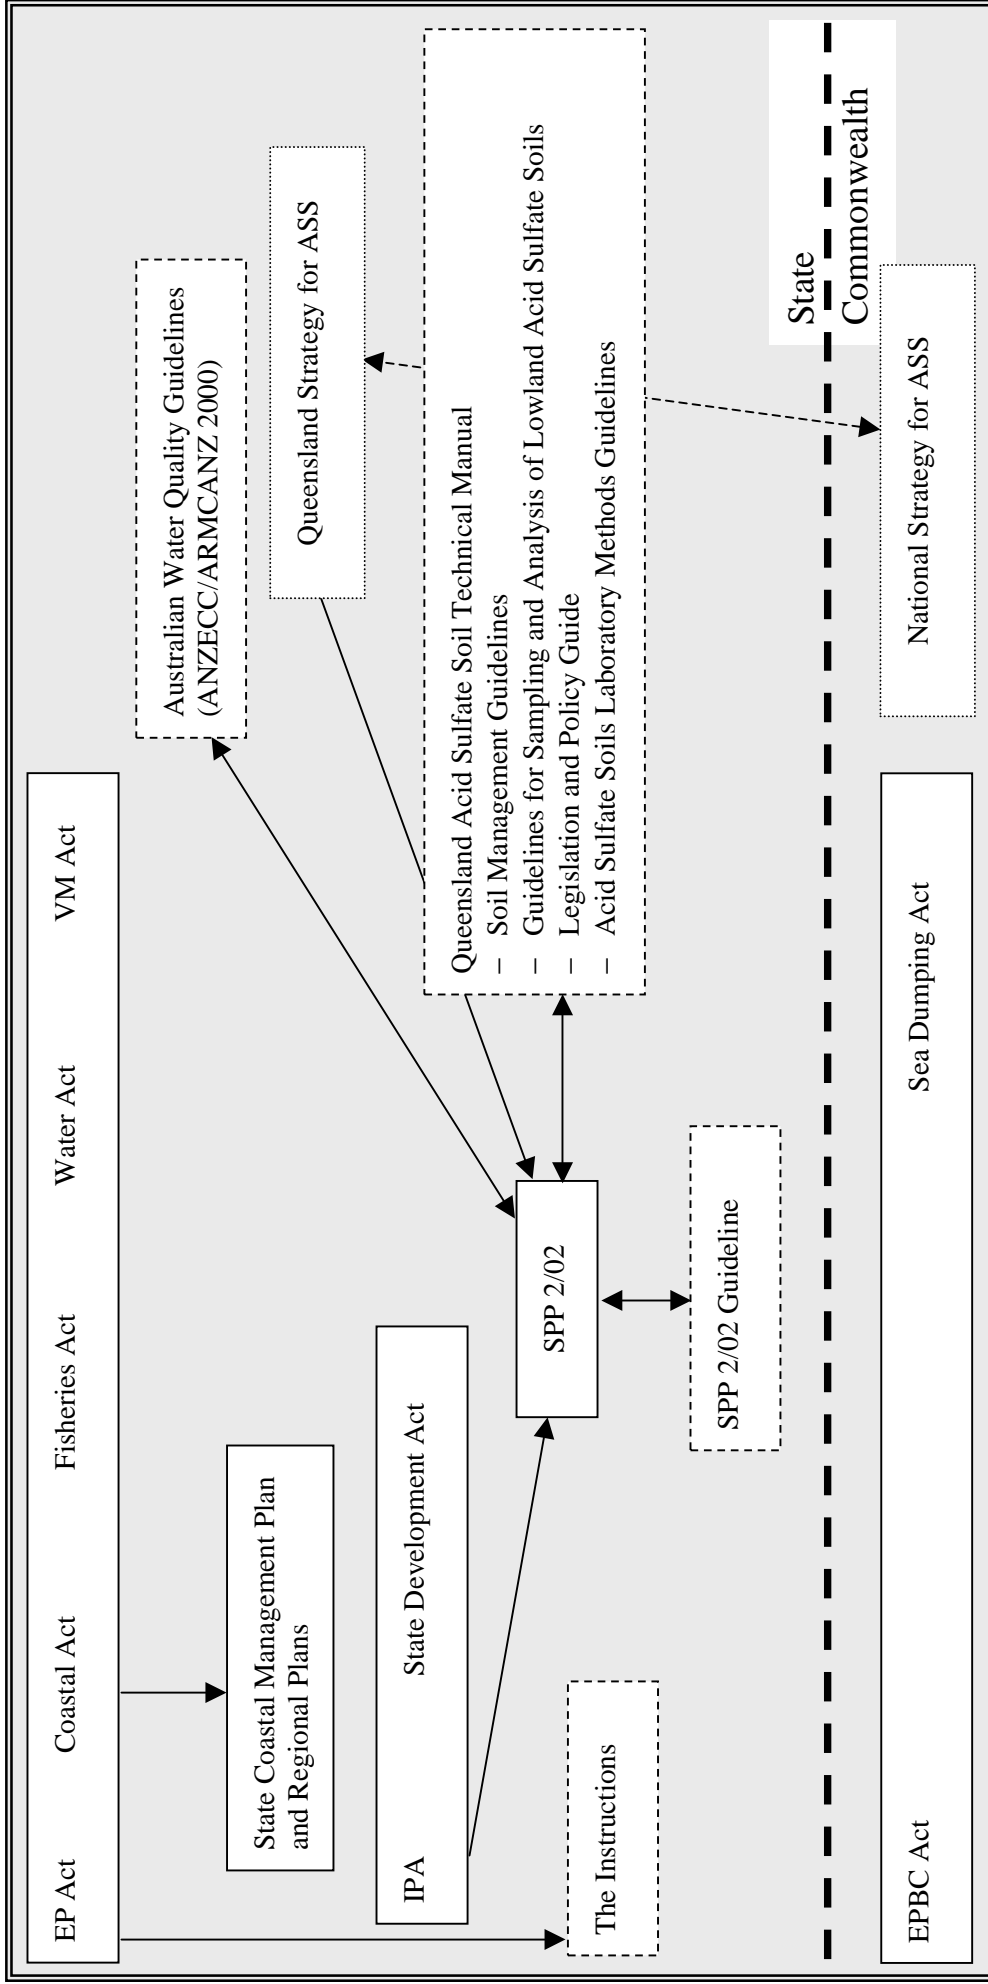 EP Act
Coastal Act
Fisheries Act
Water Act
VM Act
State Coastal Management Plan
and Regional Plans
Australian Water Quality Guidelines
(ANZECC/ARMCANZ 2000)
Queensland Strategy for ASS
IPA
State Development Act
Queensland Acid Sulfate Soil Technical Manual
– Soil Management Guidelines
– Guidelines for Sampling and Analysis of Lowland Acid Sulfate Soils
– Legislation and Policy Guide
– Acid Sulfate Soils Laboratory Methods Guidelines
SPP 2/02
The Instructions
SPP 2/02 Guideline
State
Commonwealth
EPBC Act
Sea Dumping Act
National Strategy for ASS